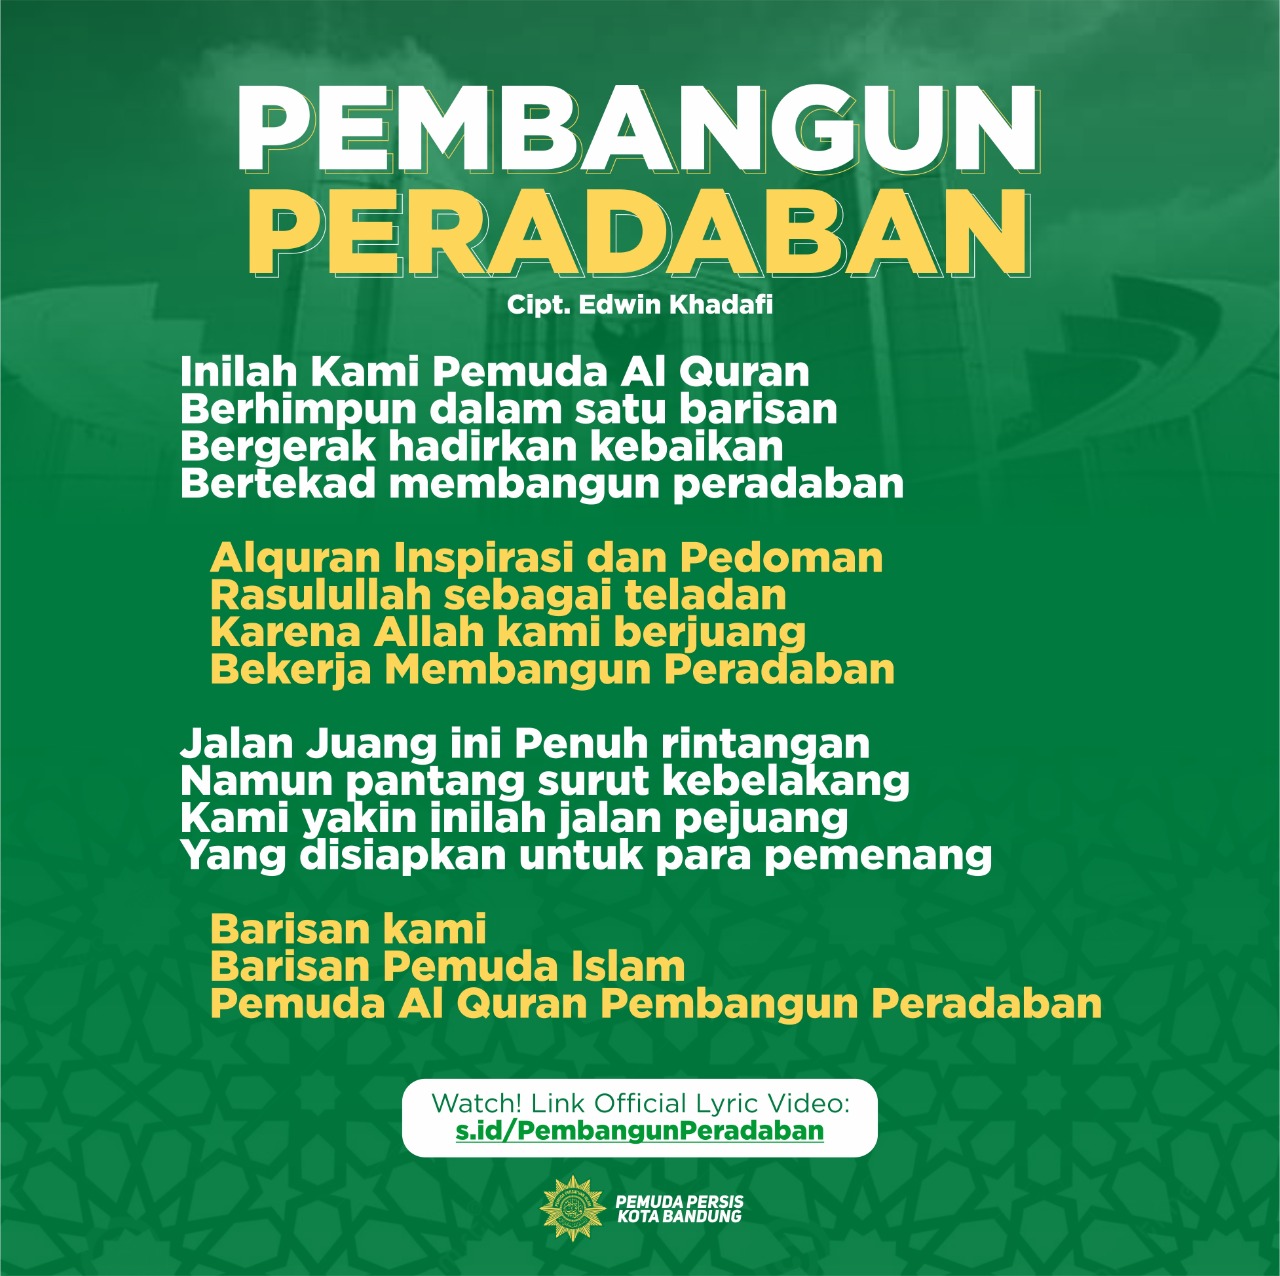 PEMBANGUN
PERADABAN
Cipt. Edwin Khadafi
Inilah Kami Pemuda Al Quran
Berhimpun dalam satu barisan
Bergerak hadirkan kebaikan
Bertekad membangun peradaban
Alquran Inspirasi dan Pedoman
Rasulullah sebagai teladan
Karena Allah kami berjuang
Bekerja Membangun Peradaban
Jalan Juang ini Penuh rintangan
Namun pantang surut kebelakang
Kami yakin inilah jalan pejuang
Yang disiapkan untuk para pemenang
Barisan kami
Barisan Pemuda Islam
Pemuda Al Quran Pembangun Peradaban
Watch! Link Official Lyric Video:
s.id/PembangunPeradaban
PEMUDA PERSIS
KOTA BANDUNG